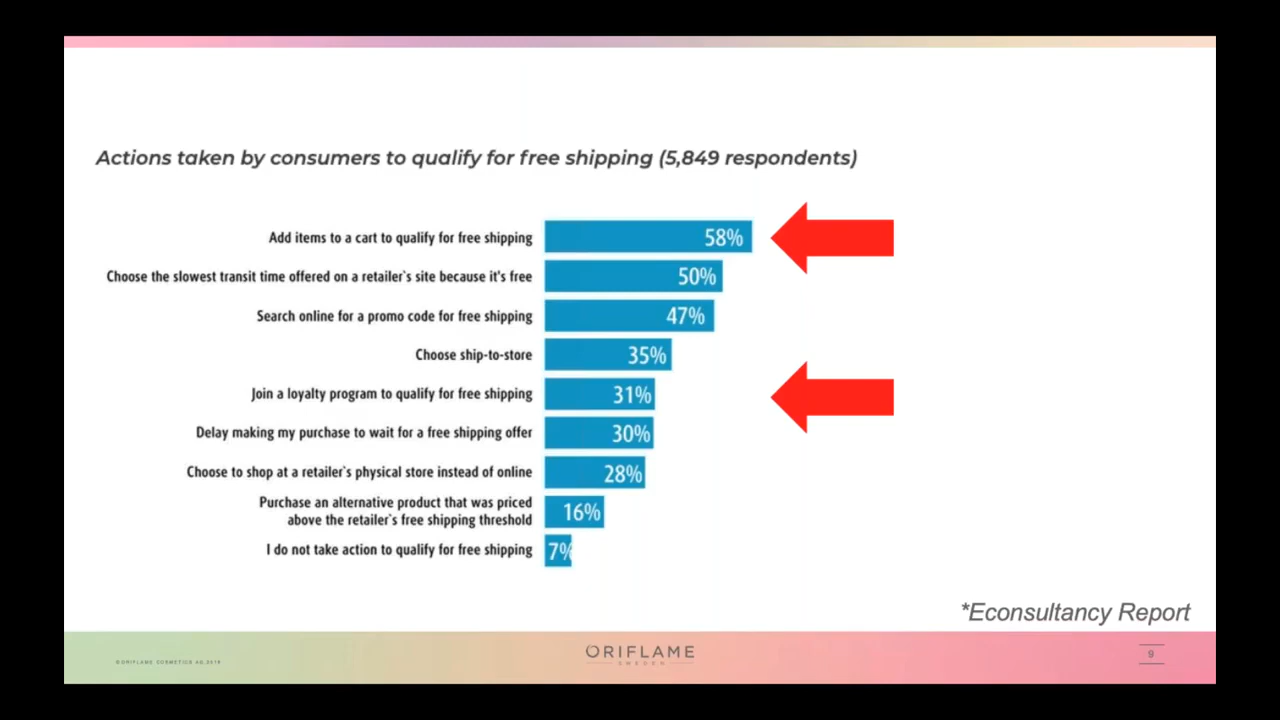 Actions taken by consumers to qualify for free shipping (5,849 respondents)
Add items to a cart to qualify for free shipping 58%
Choose the slowest transit time offered on a retailer`s site because it's free 50%
Search online for a promo code for free shipping 47%
Choose ship-to-store 35%
Join a loyalty program to qualify for free shipping 31%
Delay making my purchase to wait for a free shipping offer 30%
Choose to shop at a retailer`s physical store instead of online 28%
Purchase an alternative product that was priced
above the retailer`s free shipping threshold 16%
I do not take action to qualify for free shipping 7%
*Econsultancy Report
©ORIFLAME COSMETICS AG,2019
ORIFLAME
SWEDEN
9